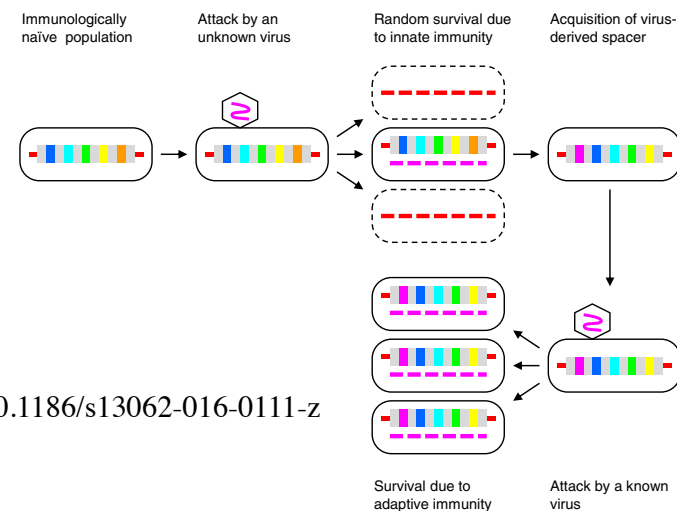 Immunologically
naïve population
Attack by an
unknown virus
Random survival due
to innate immunity
Acquisition of virus-
derived spacer
0.1186/s13062-016-0111-z
Survival due to
adaptive immunity
Attack by a known
virus